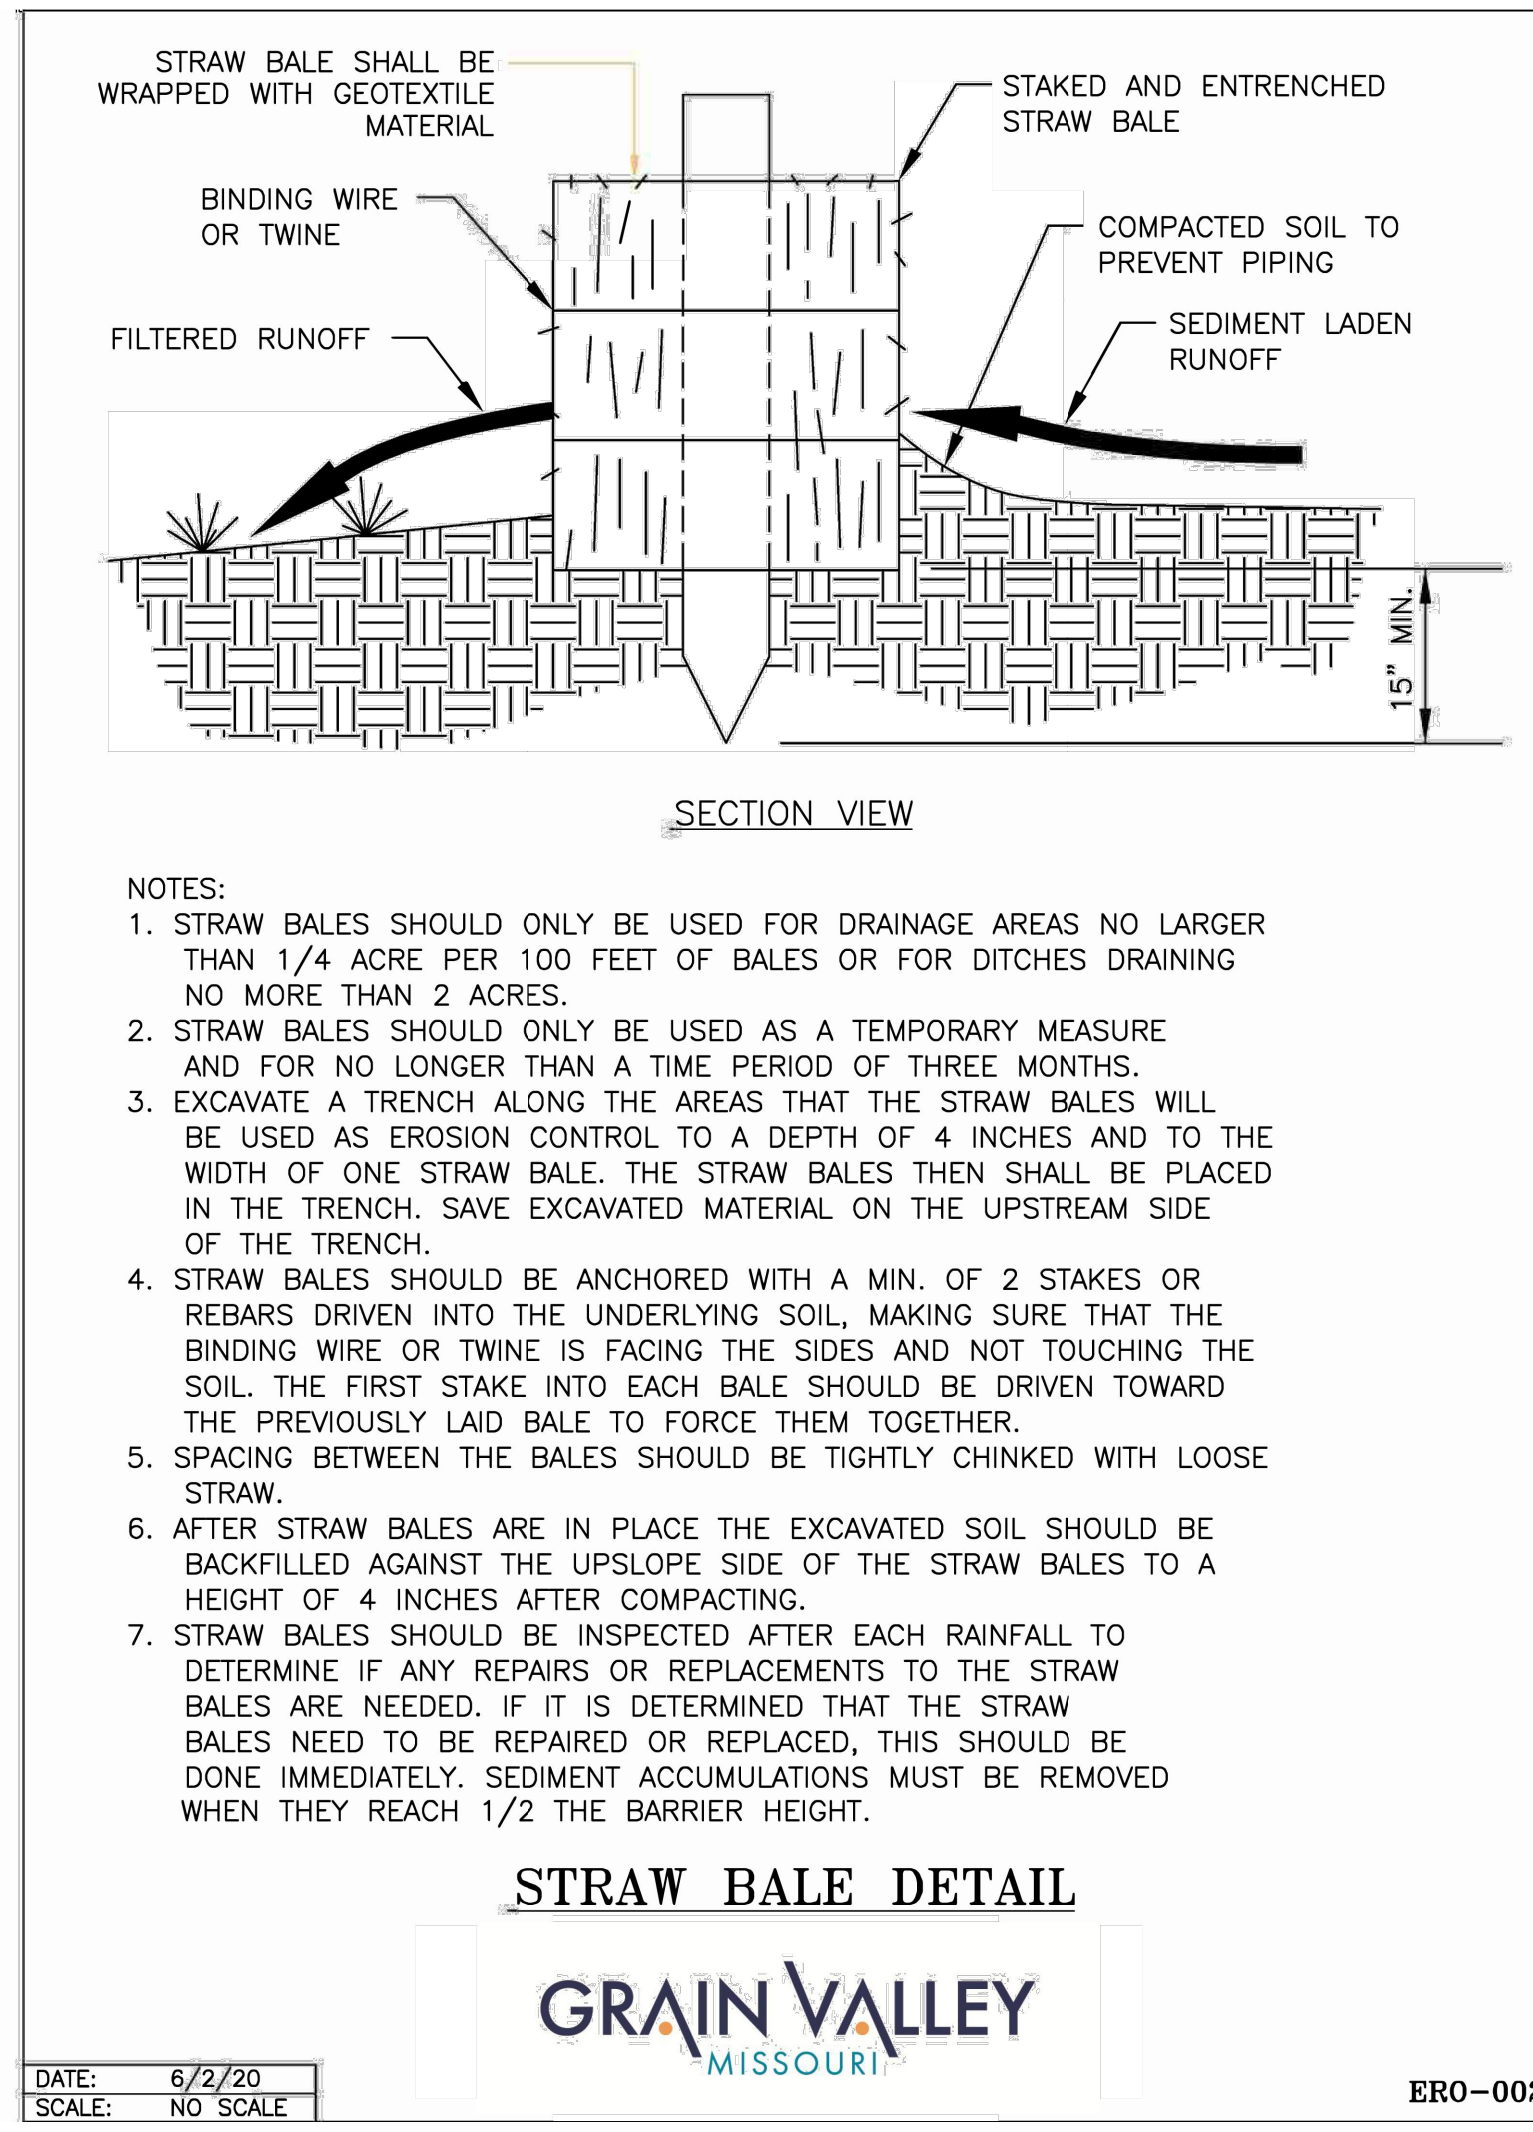 STRAW BALE SHALL BE
WRAPPED WITH GEOTEXTILE
MATERIAL
STAKED AND ENTRENCHED
STRAW BALE
BINDING WIRE
OR TWINE
COMPACTED SOIL TO
PREVENT PIPING
FILTERED RUNOFF
SEDIMENT LADEN
RUNOFF
15" MIN.
SECTION VIEW
NOTES:
1. STRAW BALES SHOULD ONLY BE USED FOR DRAINAGE AREAS NO LARGER
THAN 1/4 ACRE PER 100 FEET OF BALES OR FOR DITCHES DRAINING
NO MORE THAN 2 ACRES.
2. STRAW BALES SHOULD ONLY BE USED AS A TEMPORARY MEASURE
AND FOR NO LONGER THAN A TIME PERIOD OF THREE MONTHS.
3. EXCAVATE A TRENCH ALONG THE AREAS THAT THE STRAW BALES WILL
BE USED AS EROSION CONTROL TO A DEPTH OF 4 INCHES AND TO THE
WIDTH OF ONE STRAW BALE. THE STRAW BALES THEN SHALL BE PLACED
IN THE TRENCH. SAVE EXCAVATED MATERIAL ON THE UPSTREAM SIDE
OF THE TRENCH.
4. STRAW BALES SHOULD BE ANCHORED WITH A MIN. OF 2 STAKES OR
REBARS DRIVEN INTO THE UNDERLYING SOIL, MAKING SURE THAT THE
BINDING WIRE OR TWINE IS FACING THE SIDES AND NOT TOUCHING THE
SOIL. THE FIRST STAKE INTO EACH BALE SHOULD BE DRIVEN TOWARD
THE PREVIOUSLY LAID BALE TO FORCE THEM TOGETHER.
5. SPACING BETWEEN THE BALES SHOULD BE TIGHTLY CHINKED WITH LOOSE
STRAW.
6. AFTER STRAW BALES ARE IN PLACE THE EXCAVATED SOIL SHOULD BE
BACKFILLED AGAINST THE UPSLOPE SIDE OF THE STRAW BALES TO A
HEIGHT OF 4 INCHES AFTER COMPACTING.
7. STRAW BALES SHOULD BE INSPECTED AFTER EACH RAINFALL TO
DETERMINE IF ANY REPAIRS OR REPLACEMENTS TO THE STRAW
BALES ARE NEEDED. IF IT IS DETERMINED THAT THE STRAW
BALES NEED TO BE REPAIRED OR REPLACED, THIS SHOULD BE
DONE IMMEDIATELY. SEDIMENT ACCUMULATIONS MUST BE REMOVED
WHEN THEY REACH 1/2 THE BARRIER HEIGHT.
STRAW BALE DETAIL
GRAIN VALLEY
MISSOURI
DATE: 6/2/20
SCALE: NO SCALE
ERO-002